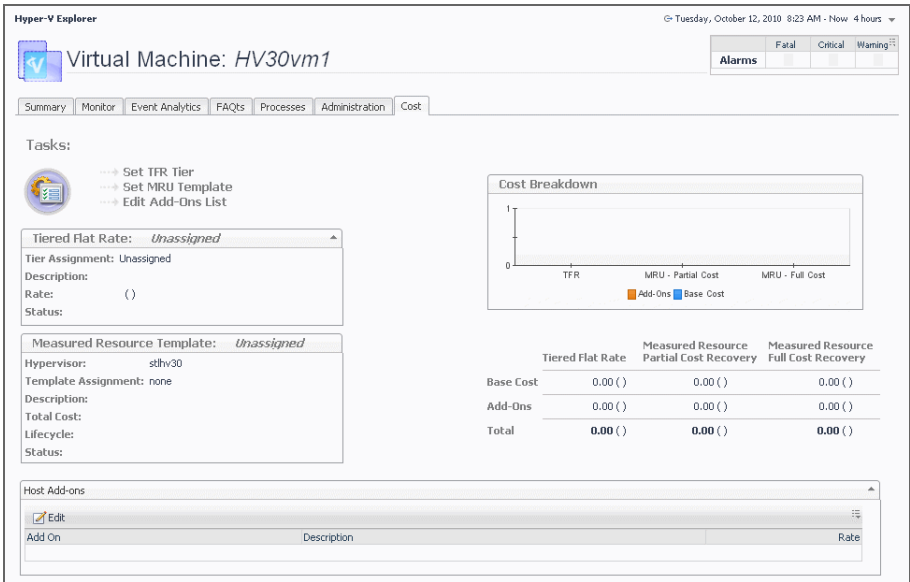 Hyper-V Explorer
Tuesday, October 12, 2010 8:23 AM - Now 4 hours
Virtual Machine: HV30vm1
Fatal Critical Warning
Alarms
Summary Monitor Event Analytics FAQts Processes Administration Cost
Tasks:
Set TFR Tier
Set MRU Template
Edit Add-Ons List
Tiered Flat Rate: Unassigned
Tier Assignment: Unassigned
Description:
Rate: ( )
Status:
Measured Resource Template: Unassigned
Hypervisor: stlhv30
Template Assignment: none
Description:
Total Cost:
Lifecycle:
Status:
Cost Breakdown
1
0
TFR MRU - Partial Cost MRU - Full Cost
Add-Ons Base Cost
Tiered Flat Rate Measured Resource Partial Cost Recovery Measured Resource Full Cost Recovery
Base Cost 0.00 ( ) 0.00 ( ) 0.00 ( )
Add-Ons 0.00 ( ) 0.00 ( ) 0.00 ( )
Total 0.00 ( ) 0.00 ( ) 0.00 ( )
Host Add-ons
Edit
Add On Description Rate